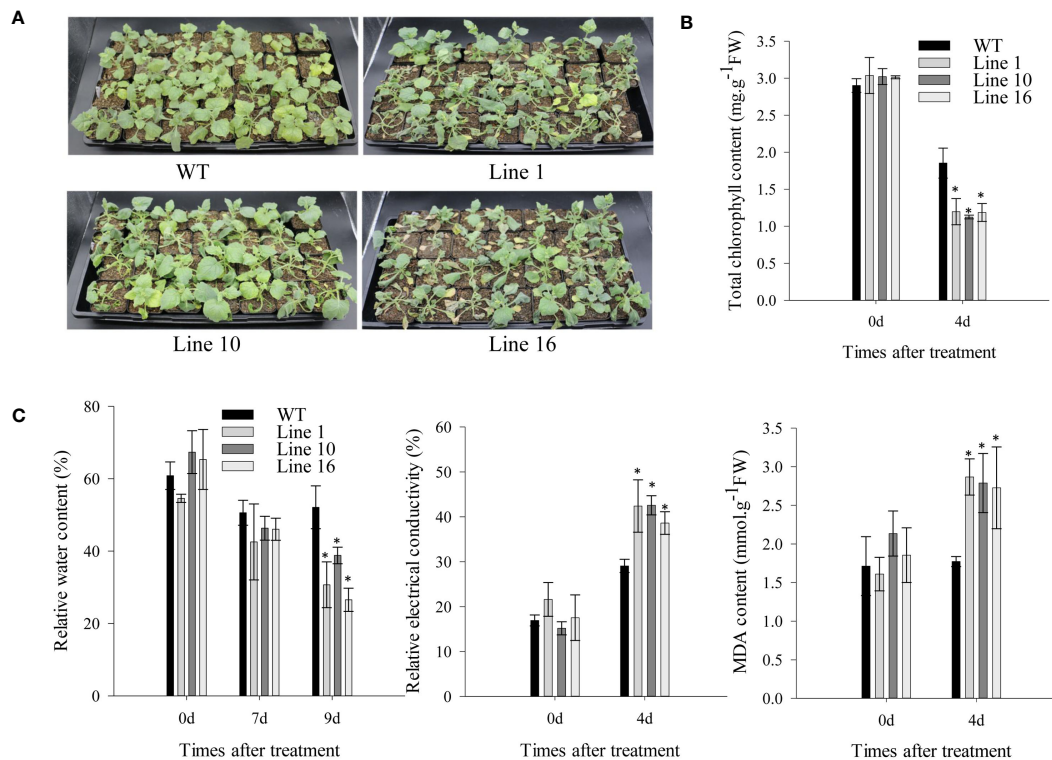 A
WT
Line 1
Line 10
Line 16
B
Total chlorophyll content (mg.g⁻¹FW)
3.5
3.0
2.5
2.0
1.5
1.0
0.5
0.0
WT
Line 1
Line 10
Line 16
*
*
*
0d
4d
Times after treatment
C
Relative water content (%)
80
60
40
20
0
WT
Line 1
Line 10
Line 16
*
*
*
0d
7d
9d
Times after treatment
Relative electrical conductivity (%)
60
50
40
30
20
10
0
*
*
*
0d
4d
Times after treatment
MDA content (mmol.g⁻¹FW)
3.5
3.0
2.5
2.0
1.5
1.0
0.5
0.0
*
*
*
0d
4d
Times after treatment